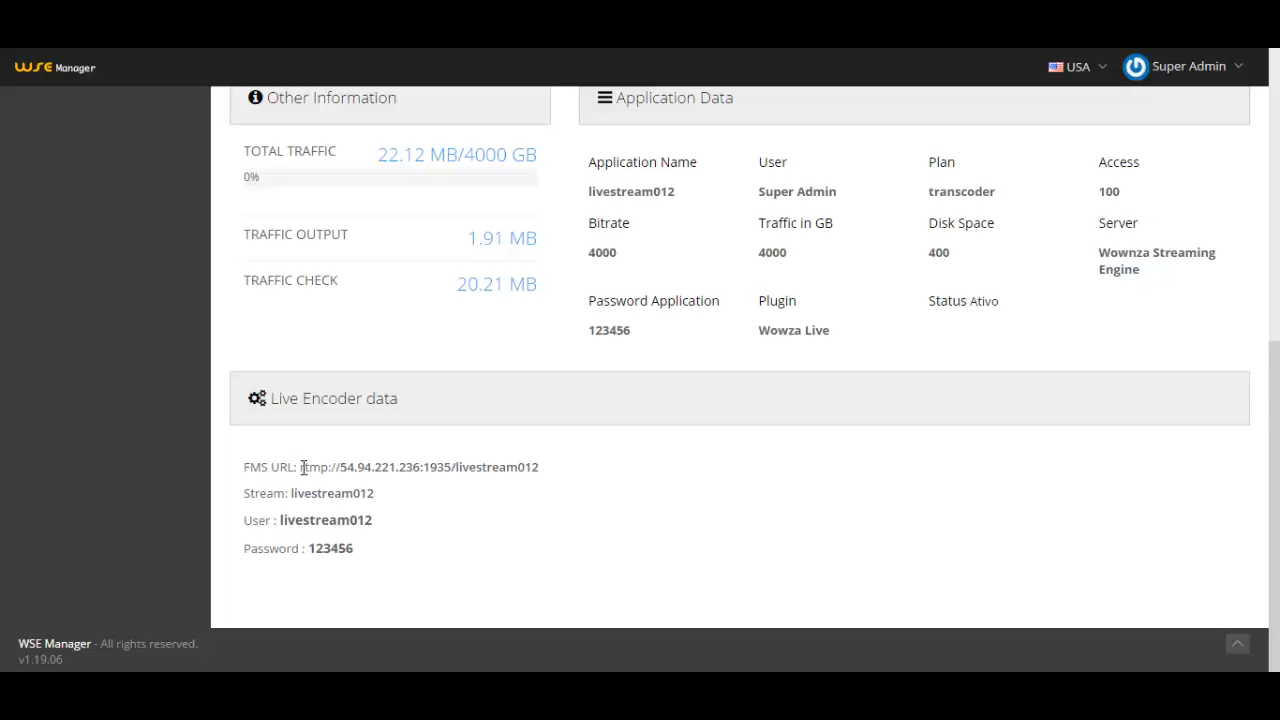 WSE Manager
USA
Super Admin
Other Information
TOTAL TRAFFIC 22.12 MB/4000 GB
0%
TRAFFIC OUTPUT 1.91 MB
TRAFFIC CHECK 20.21 MB
Application Data
Application Name User Plan Access
livestream012 Super Admin transcoder 100
Bitrate Traffic in GB Disk Space Server
4000 4000 400 Wownza Streaming
Engine
Password Application Plugin Status Ativo
123456 Wowza Live
Live Encoder data
FMS URL: rtmp://54.94.221.236:1935/livestream012
Stream: livestream012
User : livestream012
Password : 123456
WSE Manager - All rights reserved.
v1.19.06